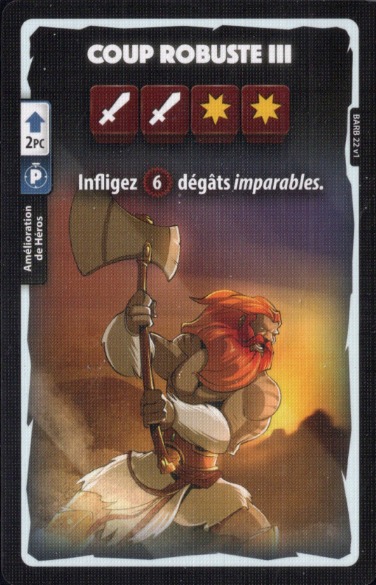 COUP ROBUSTE III
2PC
P
Infligez 6 dégâts imparables.
BARB 22 v1
Amélioration
de Héros